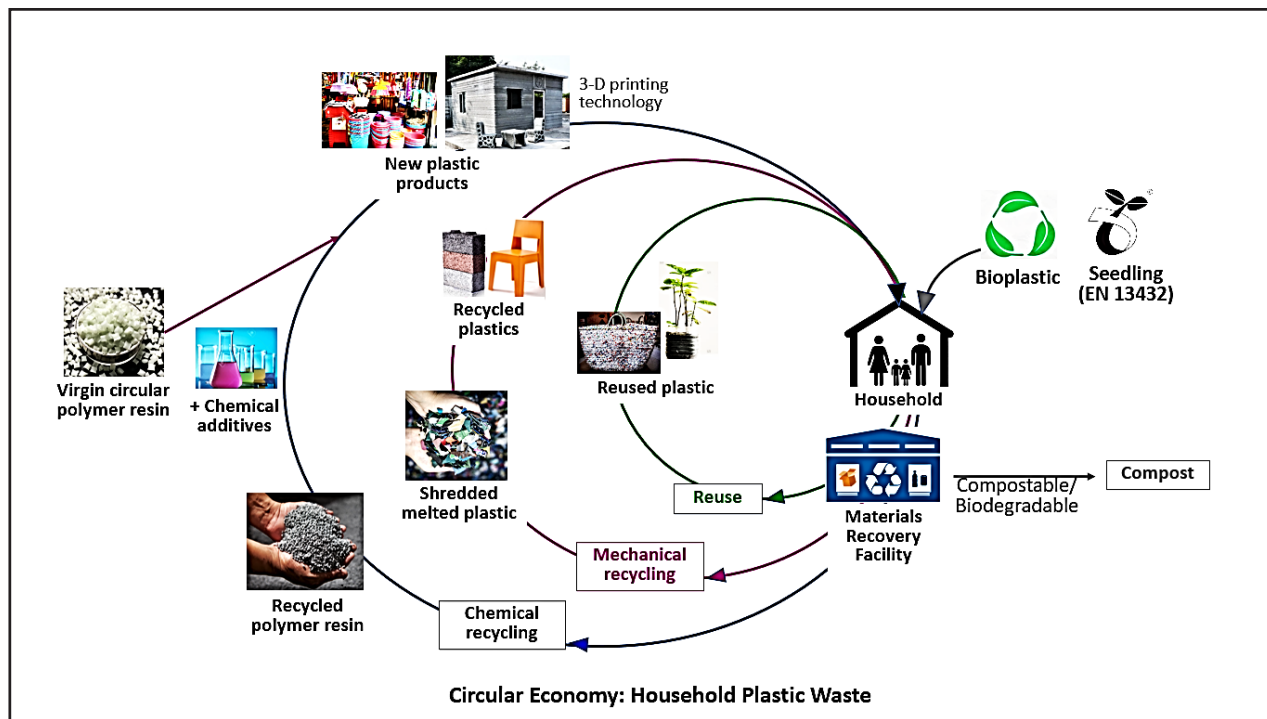 3-D printing
technology
New plastic
products
Bioplastic
Seedling
(EN 13432)
Recycled
plastics
Virgin circular
polymer resin
+ Chemical
additives
Reused plastic
Household
Shredded
melted plastic
Reuse
Compostable/
Biodegradable
Compost
Materials
Recovery
Facility
Mechanical
recycling
Recycled
polymer resin
Chemical
recycling
Circular Economy: Household Plastic Waste